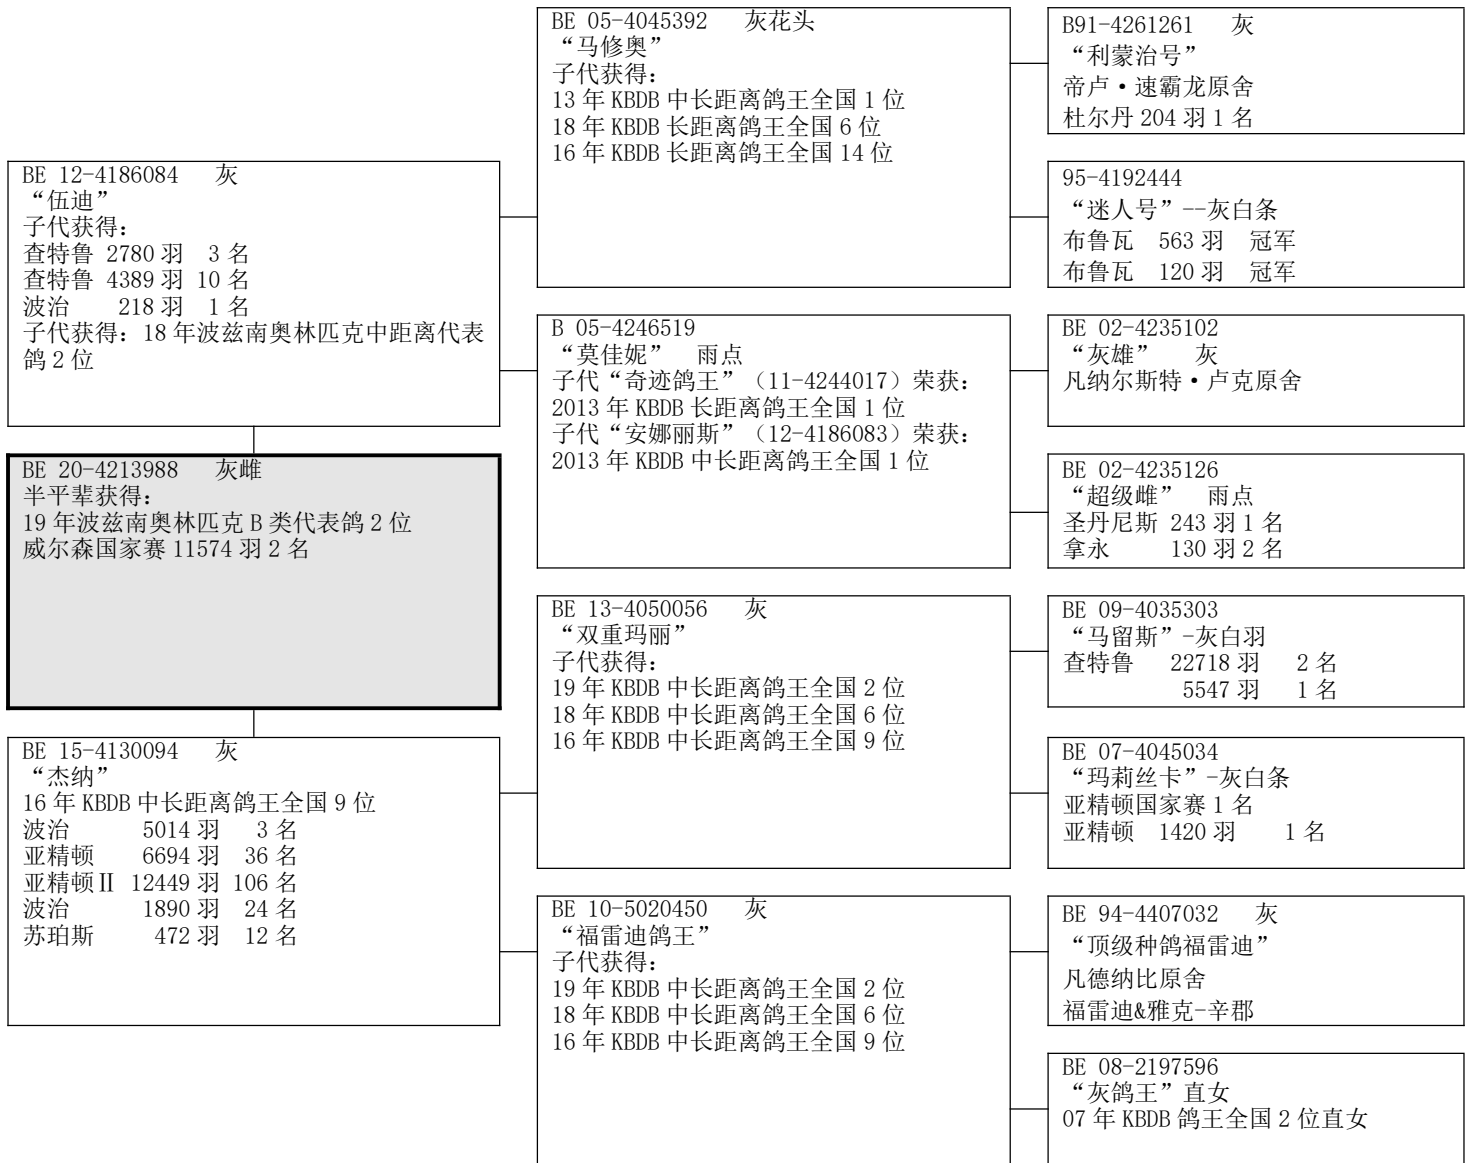 BE 12-4186084 灰
“伍迪”
子代获得：
查特鲁 2780 羽 3 名
查特鲁 4389 羽 10 名
波治 218 羽 1 名
子代获得：18 年波兹南奥林匹克中距离代表
鸽 2 位
BE 20-4213988 灰雌
半平辈获得：
19 年波兹南奥林匹克 B 类代表鸽 2 位
威尔森国家赛 11574 羽 2 名
BE 15-4130094 灰
“杰纳”
16 年 KBDB 中长距离鸽王全国 9 位
波治 5014 羽 3 名
亚精顿 6694 羽 36 名
亚精顿Ⅱ 12449 羽 106 名
波治 1890 羽 24 名
苏珀斯 472 羽 12 名
BE 05-4045392 灰花头
“马修奥”
子代获得：
13 年 KBDB 中长距离鸽王全国 1 位
18 年 KBDB 长距离鸽王全国 6 位
16 年 KBDB 长距离鸽王全国 14 位
B 05-4246519
“莫佳妮” 雨点
子代“奇迹鸽王”（11-4244017）荣获：
2013 年 KBDB 长距离鸽王全国 1 位
子代“安娜丽斯”（12-4186083）荣获：
2013 年 KBDB 中长距离鸽王全国 1 位
BE 13-4050056 灰
“双重玛丽”
子代获得：
19 年 KBDB 中长距离鸽王全国 2 位
18 年 KBDB 中长距离鸽王全国 6 位
16 年 KBDB 中长距离鸽王全国 9 位
BE 10-5020450 灰
“福雷迪鸽王”
子代获得：
19 年 KBDB 中长距离鸽王全国 2 位
18 年 KBDB 中长距离鸽王全国 6 位
16 年 KBDB 中长距离鸽王全国 9 位
B91-4261261 灰
“利蒙治号”
帝卢·速霸龙原舍
杜尔丹 204 羽 1 名
95-4192444
“迷人号”--灰白条
布鲁瓦 563 羽 冠军
布鲁瓦 120 羽 冠军
BE 02-4235102
“灰雄” 灰
凡纳尔斯特·卢克原舍
BE 02-4235126
“超级雌” 雨点
圣丹尼斯 243 羽 1 名
拿永 130 羽 2 名
BE 09-4035303
“马留斯”-灰白羽
查特鲁 22718 羽 2 名
5547 羽 1 名
BE 07-4045034
“玛莉丝卡”-灰白条
亚精顿国家赛 1 名
亚精顿 1420 羽 1 名
BE 94-4407032 灰
“顶级种鸽福雷迪”
凡德纳比原舍
福雷迪&雅克-辛郡
BE 08-2197596
“灰鸽王”直女
07 年 KBDB 鸽王全国 2 位直女